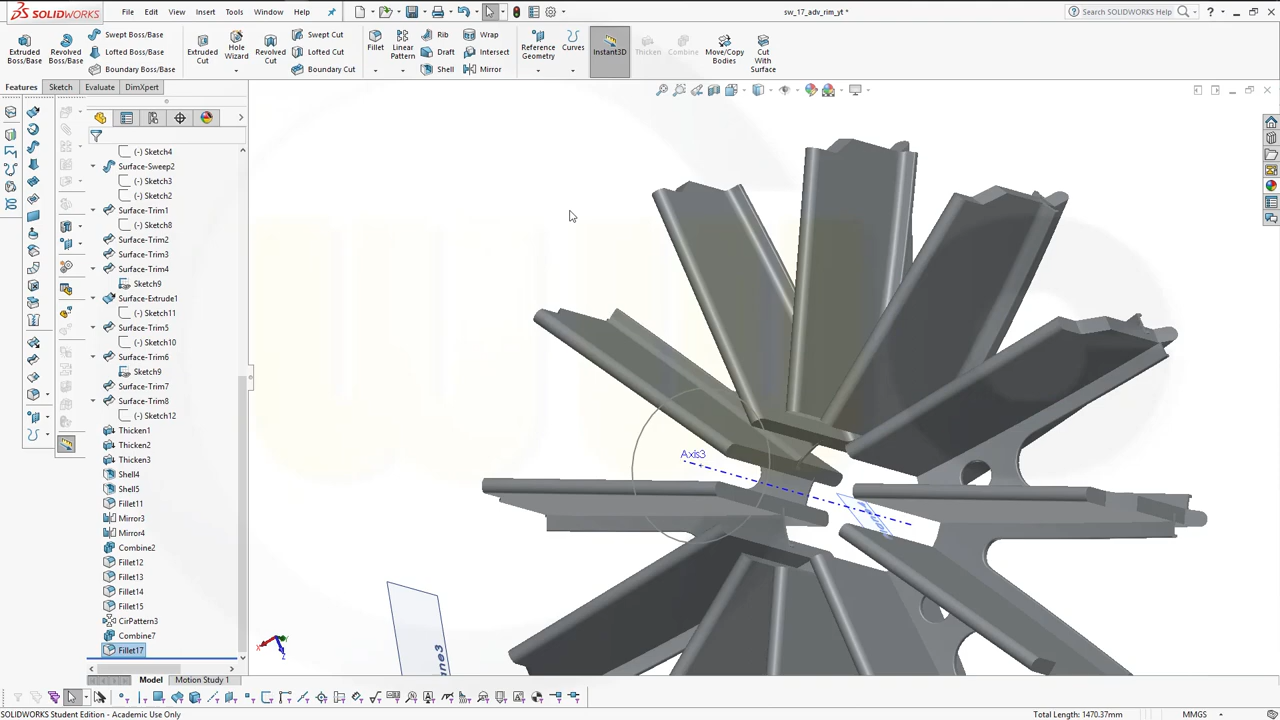 SOLIDWORKS
File Edit View Insert Tools Window Help
sw_17_adv_rim_yt *
Search SOLIDWORKS Help
Extruded Boss/Base
Revolved Boss/Base
Swept Boss/Base
Lofted Boss/Base
Boundary Boss/Base
Extruded Cut
Hole Wizard
Revolved Cut
Swept Cut
Lofted Cut
Boundary Cut
Fillet
Linear Pattern
Rib
Draft
Shell
Wrap
Intersect
Mirror
Reference Geometry
Curves
Instant3D
Thicken
Combine
Move/Copy Bodies
Cut With Surface
Features Sketch Evaluate DimXpert
(-) Sketch4
Surface-Sweep2
(-) Sketch3
(-) Sketch2
Surface-Trim1
(-) Sketch8
Surface-Trim2
Surface-Trim3
Surface-Trim4
Sketch9
Surface-Extrude1
(-) Sketch11
Surface-Trim5
(-) Sketch10
Surface-Trim6
Sketch9
Surface-Trim7
Surface-Trim8
(-) Sketch12
Thicken1
Thicken2
Thicken3
Shell4
Shell5
Fillet11
Mirror3
Mirror4
Combine2
Fillet12
Fillet13
Fillet14
Fillet15
CirPattern3
Combine7
Fillet17
Axis3
Model Motion Study 1
SOLIDWORKS Student Edition - Academic Use Only
Total Length: 1470.37mm
MMGS